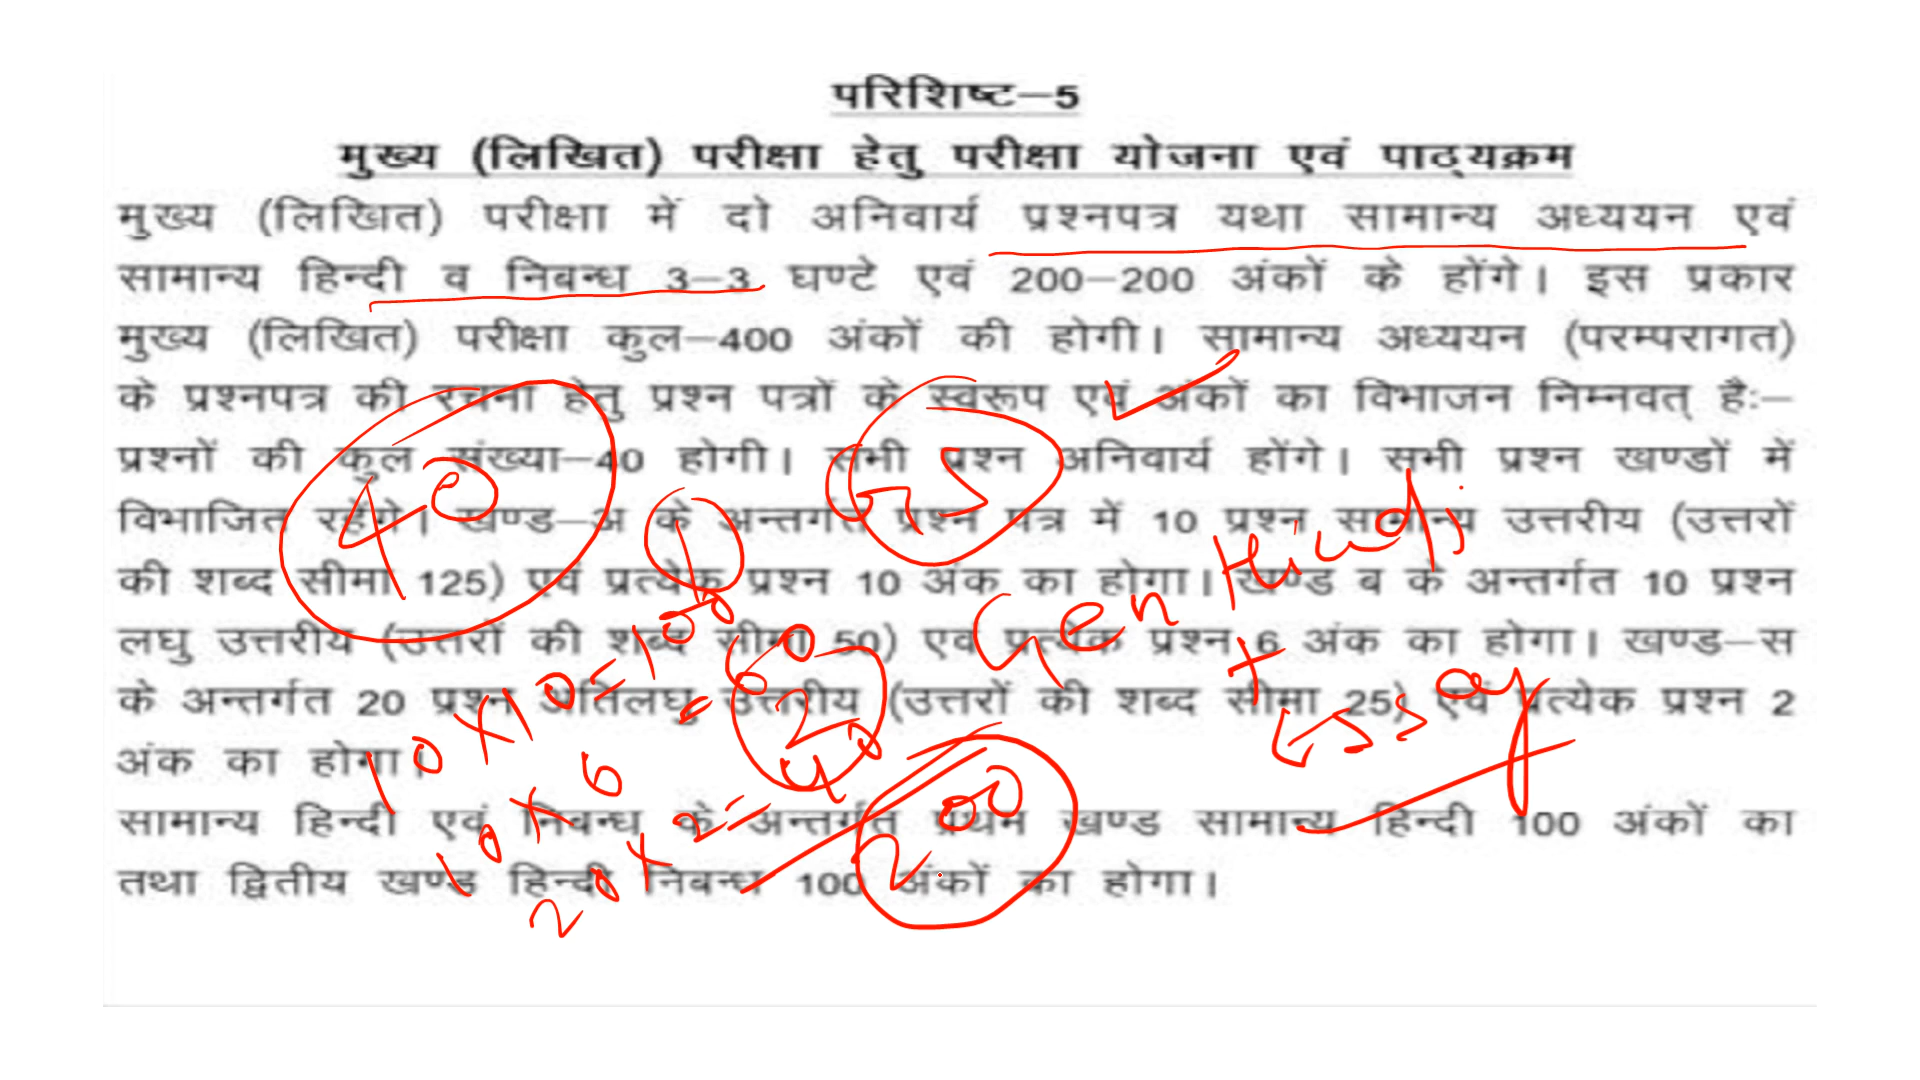 परिशिष्ट–5
मुख्य (लिखित) परीक्षा हेतु परीक्षा योजना एवं पाठ्यक्रम
मुख्य (लिखित) परीक्षा में दो अनिवार्य प्रश्नपत्र यथा सामान्य अध्ययन एवं
सामान्य हिन्दी व निबन्ध 3–3 घण्टे एवं 200–200 अंकों के होंगे। इस प्रकार
मुख्य (लिखित) परीक्षा कुल–400 अंकों की होगी। सामान्य अध्ययन (परम्परागत)
के प्रश्नपत्र की रचना हेतु प्रश्न पत्रों के स्वरूप एवं अंकों का विभाजन निम्नवत् है:–
प्रश्नों की कुल संख्या–40 होगी। सभी प्रश्न अनिवार्य होंगे। सभी प्रश्न खण्डों में
विभाजित रहेंगे। खण्ड–अ के अन्तर्गत प्रश्न पत्र में 10 प्रश्न सामान्य उत्तरीय (उत्तरों
की शब्द सीमा 125) एवं प्रत्येक प्रश्न 10 अंक का होगा। खण्ड ब के अन्तर्गत 10 प्रश्न
लघु उत्तरीय (उत्तरों की शब्द सीमा 50) एवं प्रत्येक प्रश्न 6 अंक का होगा। खण्ड–स
के अन्तर्गत 20 प्रश्न अतिलघु उत्तरीय (उत्तरों की शब्द सीमा 25) एवं प्रत्येक प्रश्न 2
अंक का होगा।
सामान्य हिन्दी एवं निबन्ध के अन्तर्गत प्रथम खण्ड सामान्य हिन्दी 100 अंकों का
तथा द्वितीय खण्ड हिन्दी निबन्ध 100 अंकों का होगा।
40
1
2
10×10=100
10×6=60
20×2=40
200
Gen Hindi
+
Essay